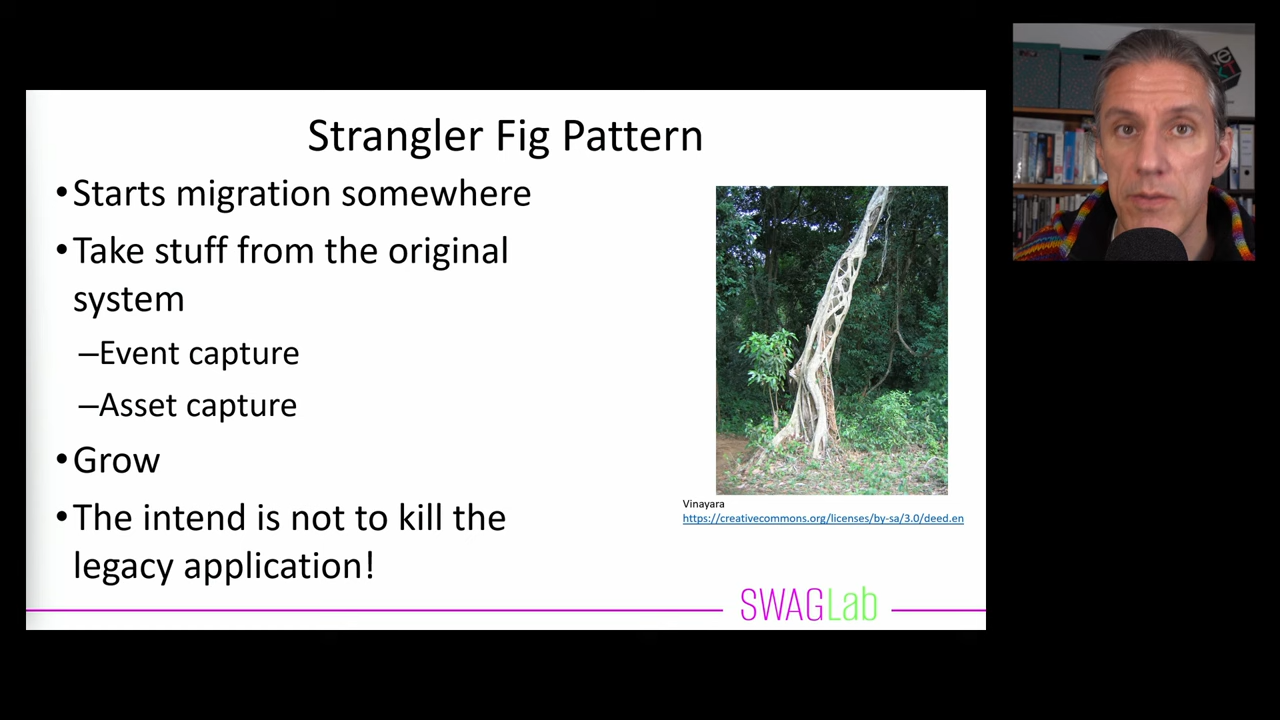 Strangler Fig Pattern
•Starts migration somewhere
•Take stuff from the original
system
–Event capture
–Asset capture
•Grow
•The intend is not to kill the
legacy application!
Vinayara
https://creativecommons.org/licenses/by-sa/3.0/deed.en
SWAGLab